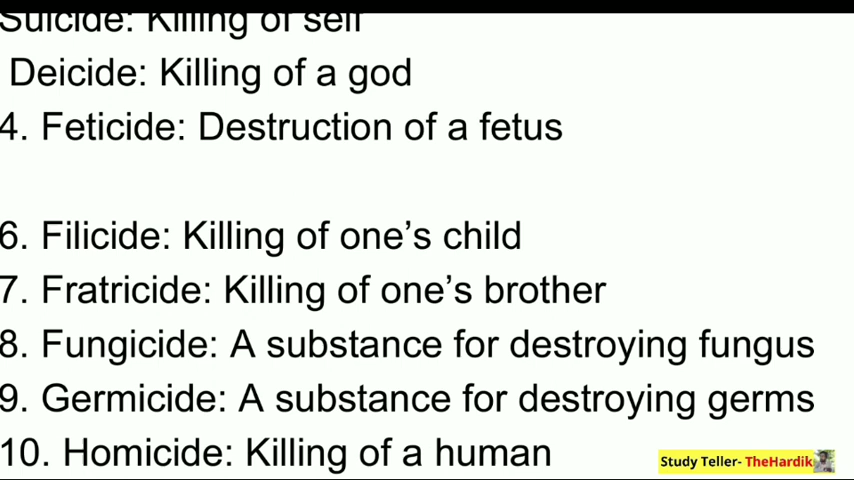 Suicide: Killing of self
Deicide: Killing of a god
4. Feticide: Destruction of a fetus
6. Filicide: Killing of one’s child
7. Fratricide: Killing of one’s brother
8. Fungicide: A substance for destroying fungus
9. Germicide: A substance for destroying germs
10. Homicide: Killing of a human
Study Teller- TheHardik